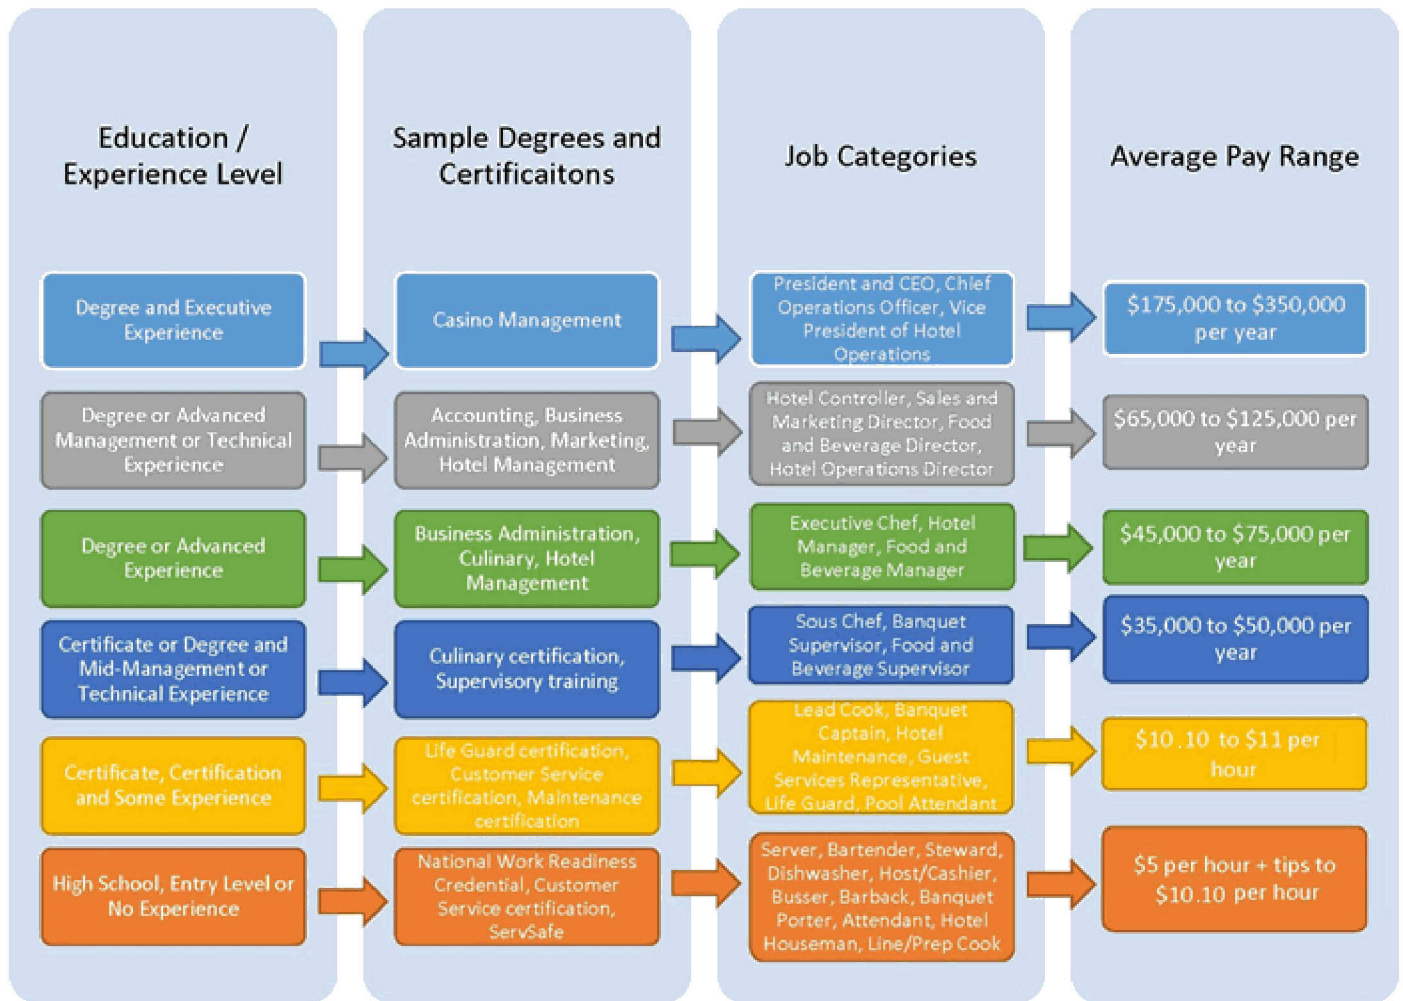 Education /
Experience Level
Sample Degrees and
Certificaitons
Job Categories
Average Pay Range
Degree and Executive
Experience
Casino Management
President and CEO, Chief
Operations Officer, Vice
President of Hotel
Operations
$175,000 to $350,000
per year
Degree or Advanced
Management or Technical
Experience
Accounting, Business
Administration, Marketing,
Hotel Management
Hotel Controller, Sales and
Marketing Director, Food
and Beverage Director,
Hotel Operations Director
$65,000 to $125,000 per
year
Degree or Advanced
Experience
Business Administration,
Culinary, Hotel
Management
Executive Chef, Hotel
Manager, Food and
Beverage Manager
$45,000 to $75,000 per
year
Certificate or Degree and
Mid-Management or
Technical Experience
Culinary certification,
Supervisory training
Sous Chef, Banquet
Supervisor, Food and
Beverage Supervisor
$35,000 to $50,000 per
year
Certificate, Certification
and Some Experience
Life Guard certification,
Customer Service
certification, Maintenance
certification
Lead Cook, Banquet
Captain, Hotel
Maintenance, Guest
Services Representative,
Life Guard, Pool Attendant
$10.10 to $11 per
hour
High School, Entry Level or
No Experience
National Work Readiness
Credential, Customer
Service certification,
ServSafe
Server, Bartender, Steward,
Dishwasher, Host/Cashier,
Busser, Barback, Banquet
Porter, Attendant, Hotel
Houseman, Line/Prep Cook
$5 per hour + tips to
$10.10 per hour